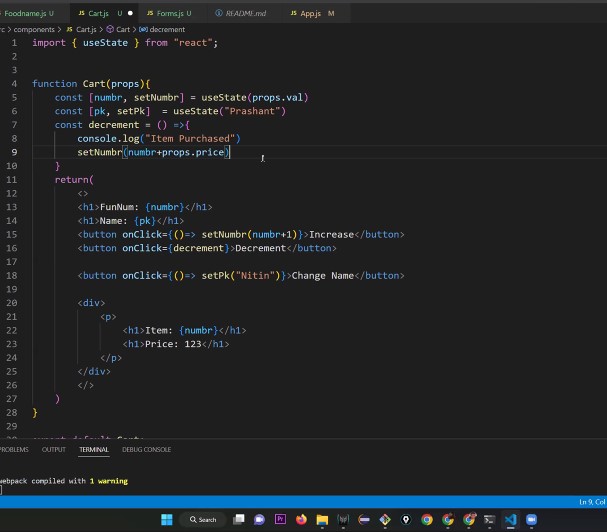 Foodname.js U
JS Cart.js U
JS Forms.js U
README.md
JS App.js M
rc > components > JS Cart.js > Cart > decrement
1 import { useState } from "react";
2
3
4 function Cart(props){
5 const [numbr, setNumbr] = useState(props.val)
6 const [pk, setPk]  = useState("Prashant")
7 const decrement = () =>{
8 console.log("Item Purchased")
9 setNumbr(numbr+props.price)
10 }
11 return(
12 <>
13 <h1>FunNum: {numbr}</h1>
14 <h1>Name: {pk}</h1>
15 <button onClick={()=> setNumbr(numbr+1)}>Increase</button>
16 <button onClick={decrement}>Decrement</button>
17
18 <button onClick={()=> setPk("Nitin")}>Change Name</button>
19
20 <div>
21 <p>
22 <h1>Item: {numbr}</h1>
23 <h1>Price: 123</h1>
24 </p>
25 </div>
26 </>
27 )
28 }
29
ROBLEMS OUTPUT TERMINAL DEBUG CONSOLE
ebpack compiled with 1 warning
Ln 9, Col
Search
Pr